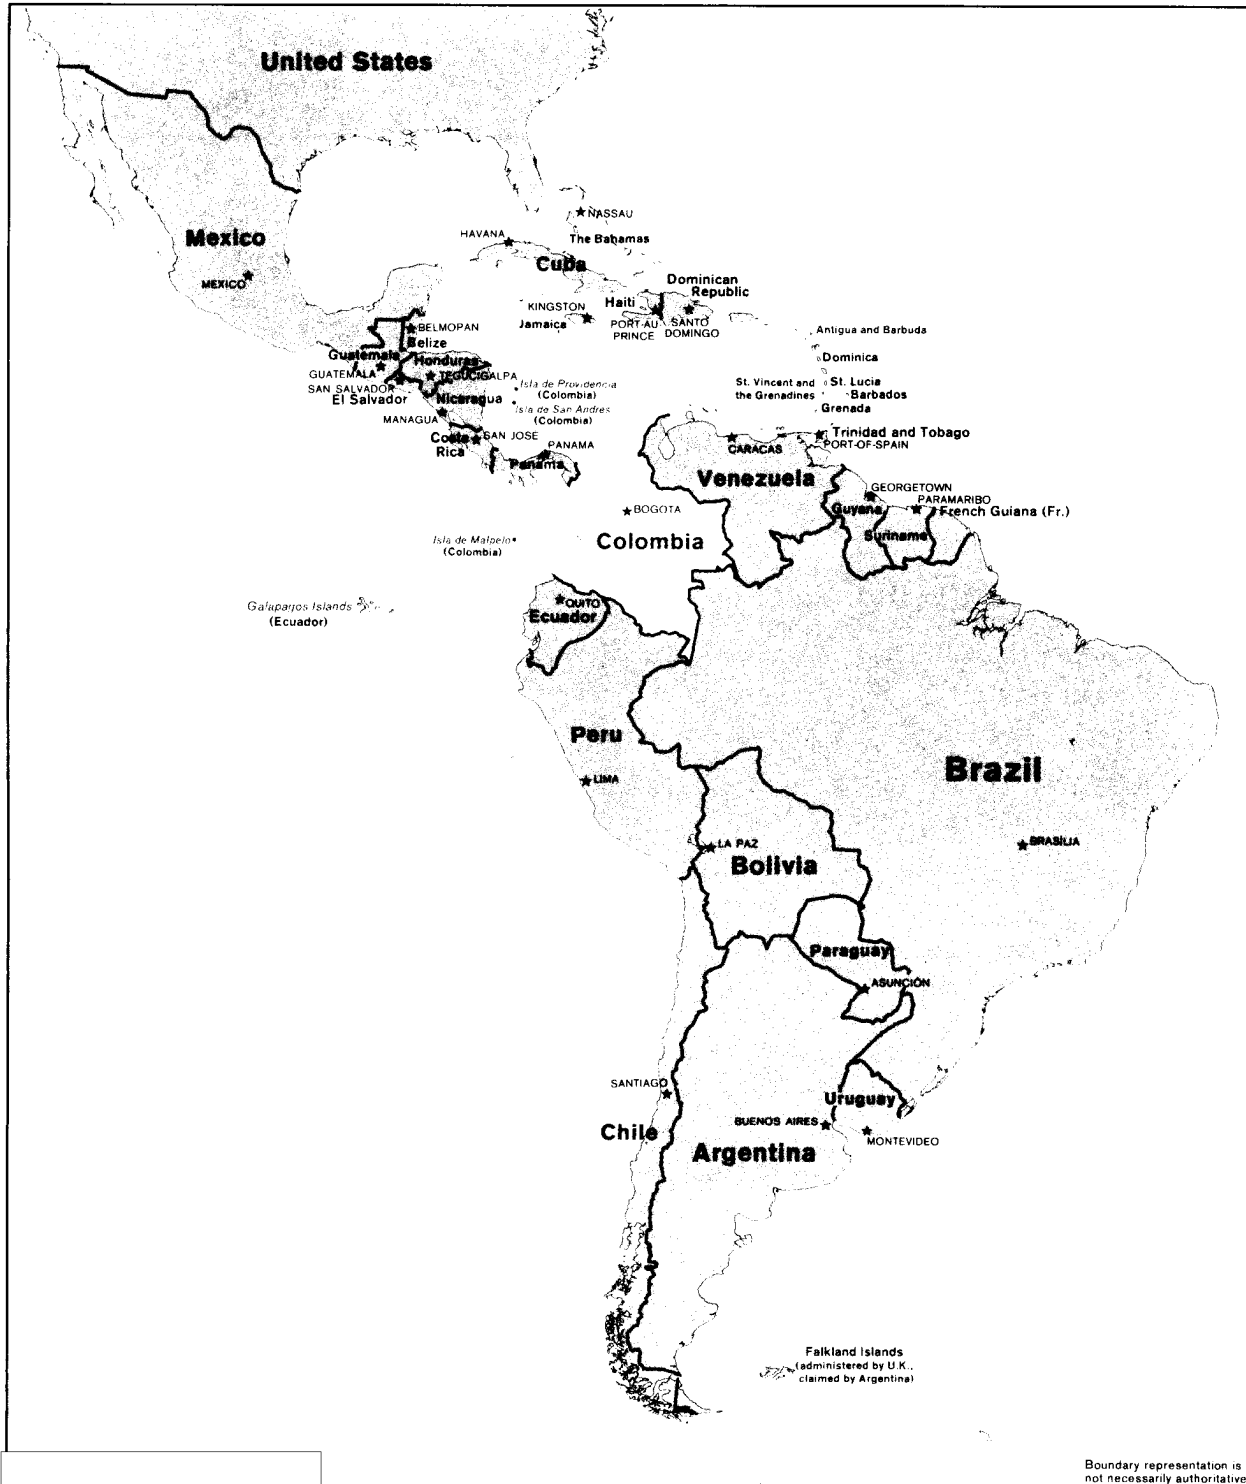 United States
NASSAU
HAVANA
The Bahamas
Mexico
Cuba
MEXICO
Dominican
Republic
Haiti
KINGSTON
Jamaica
PORT-AU
PRINCE
SANTO
DOMINGO
BELMOPAN
Belize
Antigua and Barbuda
Guatemala
Honduras
Dominica
GUATEMALA
TEGUCIGALPA
SAN SALVADOR
El Salvador
Isla de Providencia
(Colombia)
St. Vincent and
the Grenadines
St. Lucia
Barbados
Nicaragua
Isla de San Andres
(Colombia)
Grenada
MANAGUA
Costa
Rica
SAN JOSE
PANAMA
Panama
CARACAS
Trinidad and Tobago
PORT-OF-SPAIN
Venezuela
GEORGETOWN
PARAMARIBO
Guyana
French Guiana (Fr.)
BOGOTA
Suriname
Isla de Malpelo
(Colombia)
Colombia
Galapagos Islands
(Ecuador)
QUITO
Ecuador
Peru
Brazil
LIMA
LA PAZ
BRASÍLIA
Bolivia
Paraguay
ASUNCIÓN
SANTIAGO
Uruguay
Chile
BUENOS AIRES
MONTEVIDEO
Argentina
Falkland Islands
(administered by U.K.,
claimed by Argentina)
Boundary representation is
not necessarily authoritative